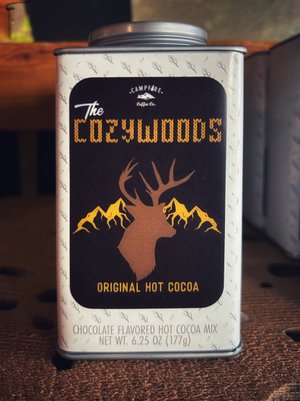 CAMPFIRE
Coffee Co.
The
COZYWOODS
ORIGINAL HOT COCOA
CHOCOLATE FLAVORED HOT COCOA MIX
NET WT. 6.25 OZ (177g)